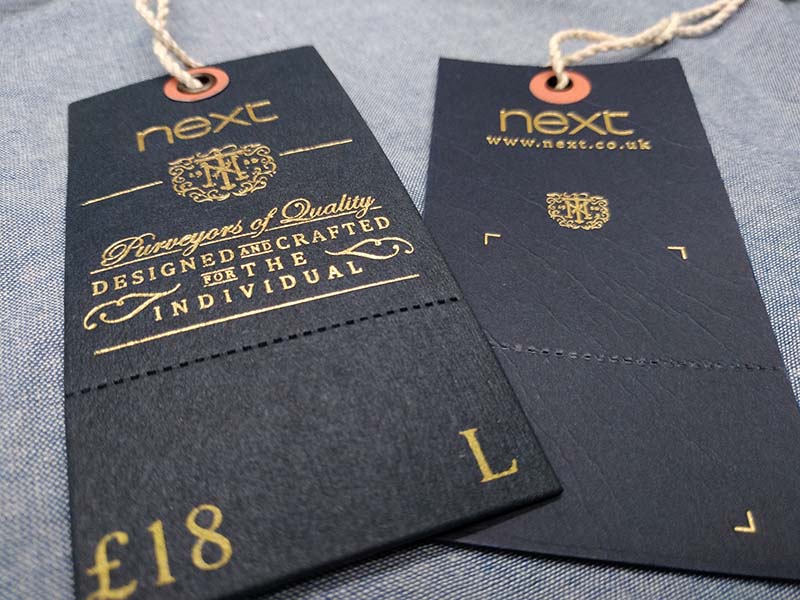 next
Purveyors of Quality
DESIGNED AND CRAFTED
FOR THE
INDIVIDUAL
£18
L
next
www.next.co.uk